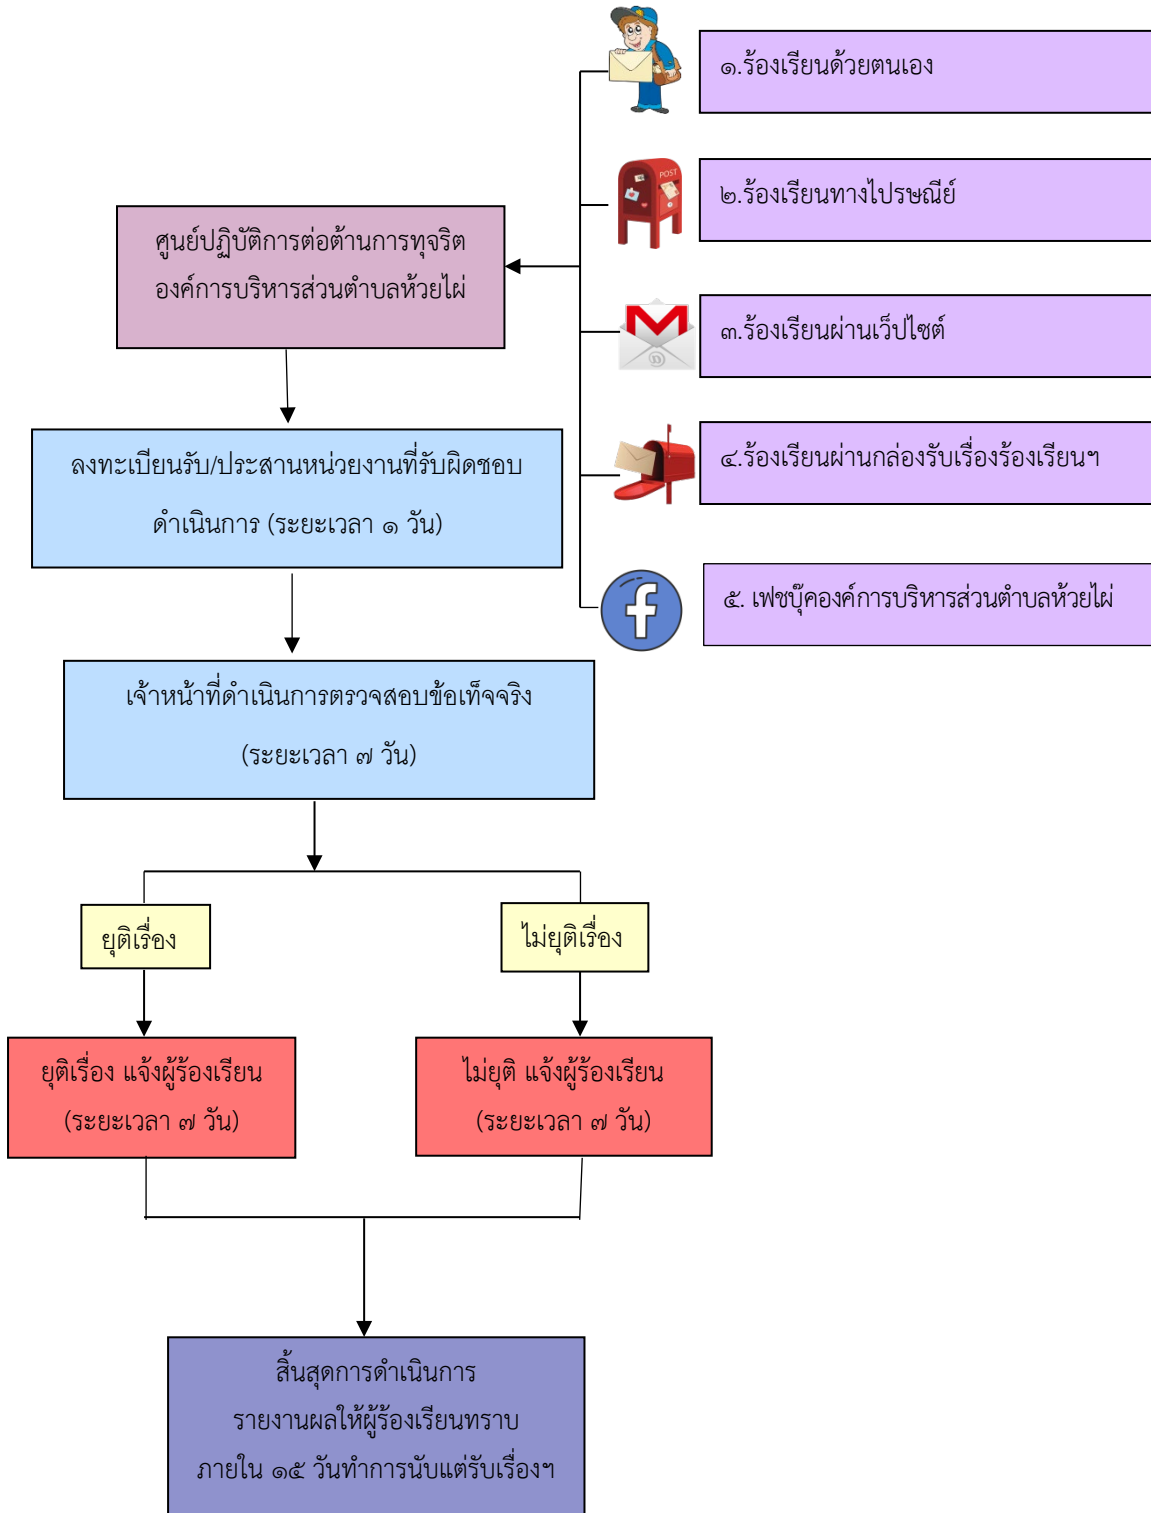 ๑.ร้องเรียนด้วยตนเอง
POST
๒.ร้องเรียนทางไปรษณีย์
ศูนย์ปฏิบัติการต่อต้านการทุจริต
องค์การบริหารส่วนตำบลห้วยไผ่
๓.ร้องเรียนผ่านเว็ปไซต์
๔.ร้องเรียนผ่านกล่องรับเรื่องร้องเรียนฯ
๕. เฟซบุ๊คองค์การบริหารส่วนตำบลห้วยไผ่
ลงทะเบียนรับ/ประสานหน่วยงานที่รับผิดชอบ
ดำเนินการ (ระยะเวลา ๑ วัน)
เจ้าหน้าที่ดำเนินการตรวจสอบข้อเท็จจริง
(ระยะเวลา ๗ วัน)
ยุติเรื่อง
ไม่ยุติเรื่อง
ยุติเรื่อง แจ้งผู้ร้องเรียน
(ระยะเวลา ๗ วัน)
ไม่ยุติ แจ้งผู้ร้องเรียน
(ระยะเวลา ๗ วัน)
สิ้นสุดการดำเนินการ
รายงานผลให้ผู้ร้องเรียนทราบ
ภายใน ๑๕ วันทำการนับแต่รับเรื่องฯ